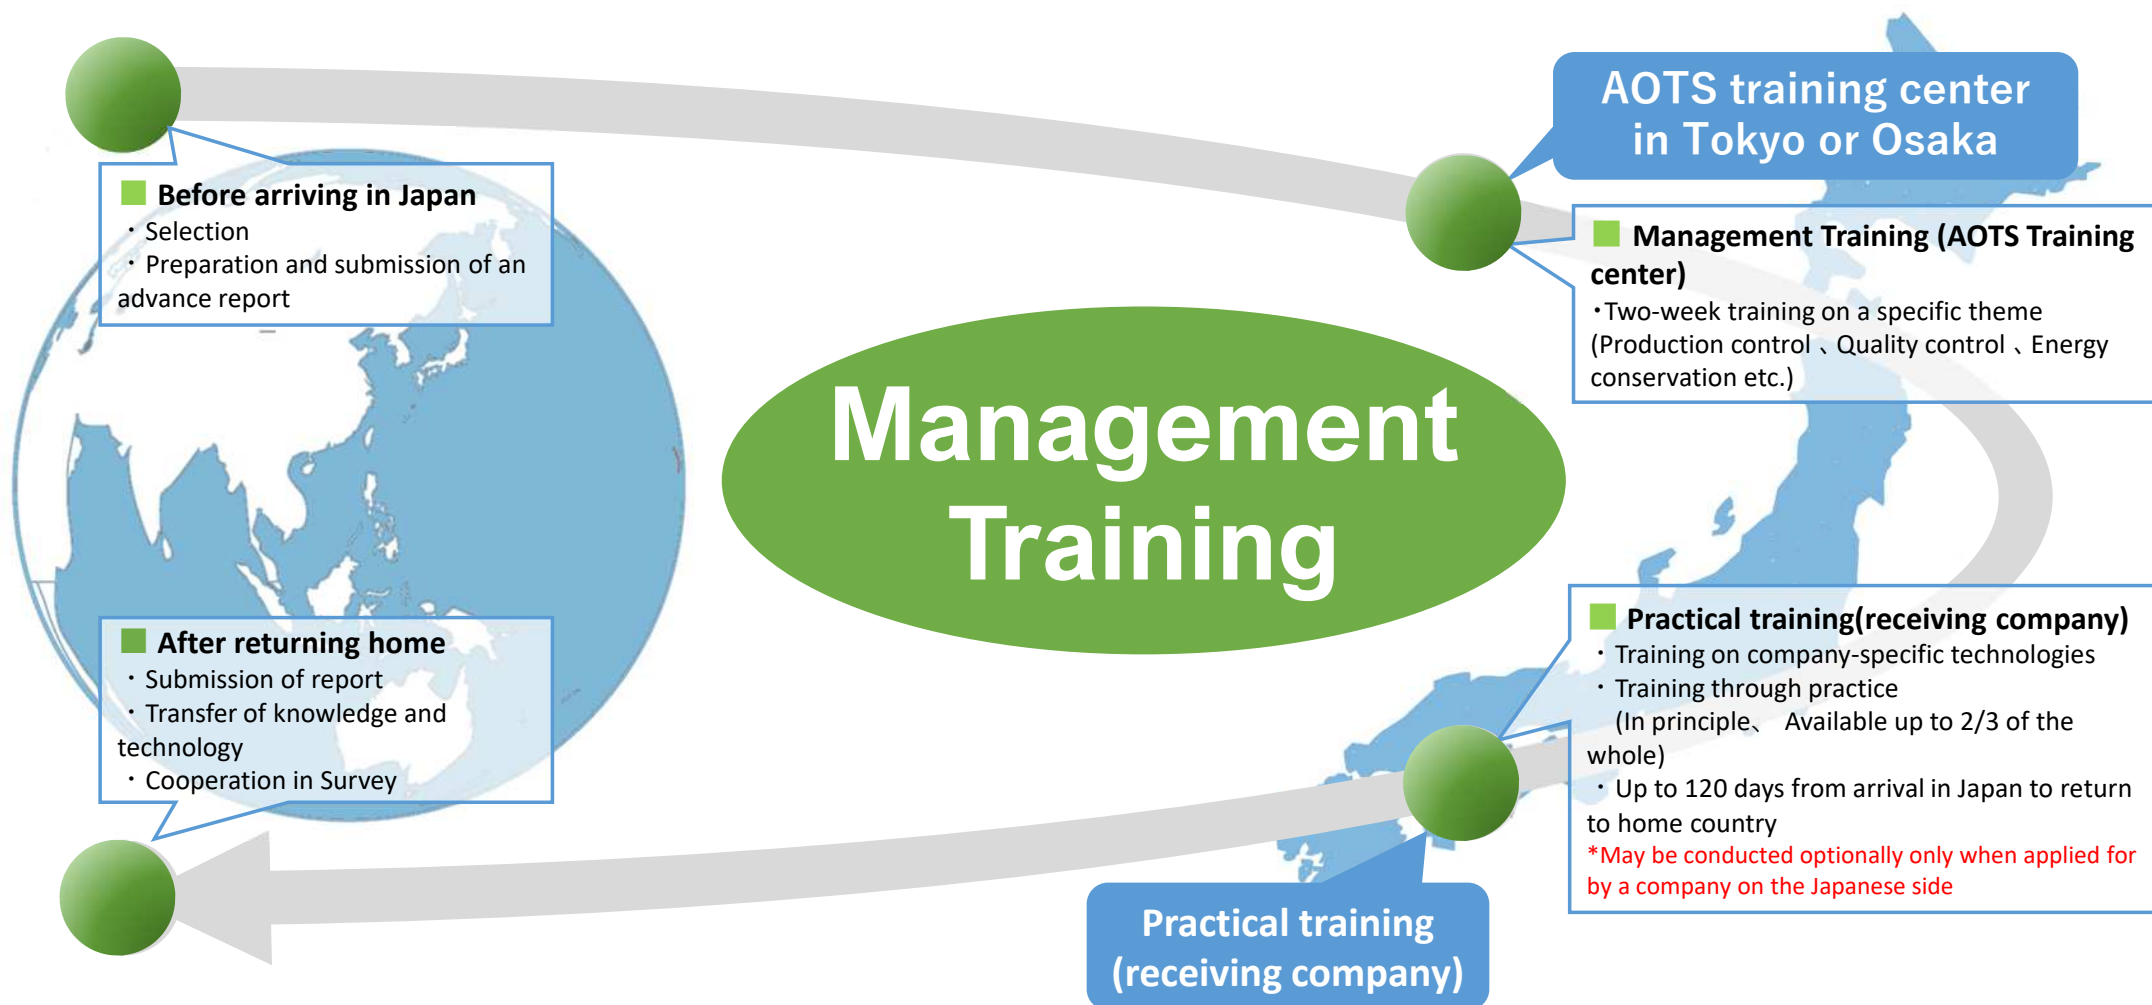 AOTS training center
in Tokyo or Osaka
■ Before arriving in Japan
・Selection
・Preparation and submission of an
advance report
■ Management Training (AOTS Training
center)
・Two-week training on a specific theme
(Production control 、Quality control 、Energy
conservation etc.)
Management
Training
■ Practical training(receiving company)
・Training on company-specific technologies
・Training through practice
(In principle、 Available up to 2/3 of the
whole)
・Up to 120 days from arrival in Japan to return
to home country
*May be conducted optionally only when applied for
by a company on the Japanese side
■ After returning home
・Submission of report
・Transfer of knowledge and
technology
・Cooperation in Survey
Practical training
(receiving company)